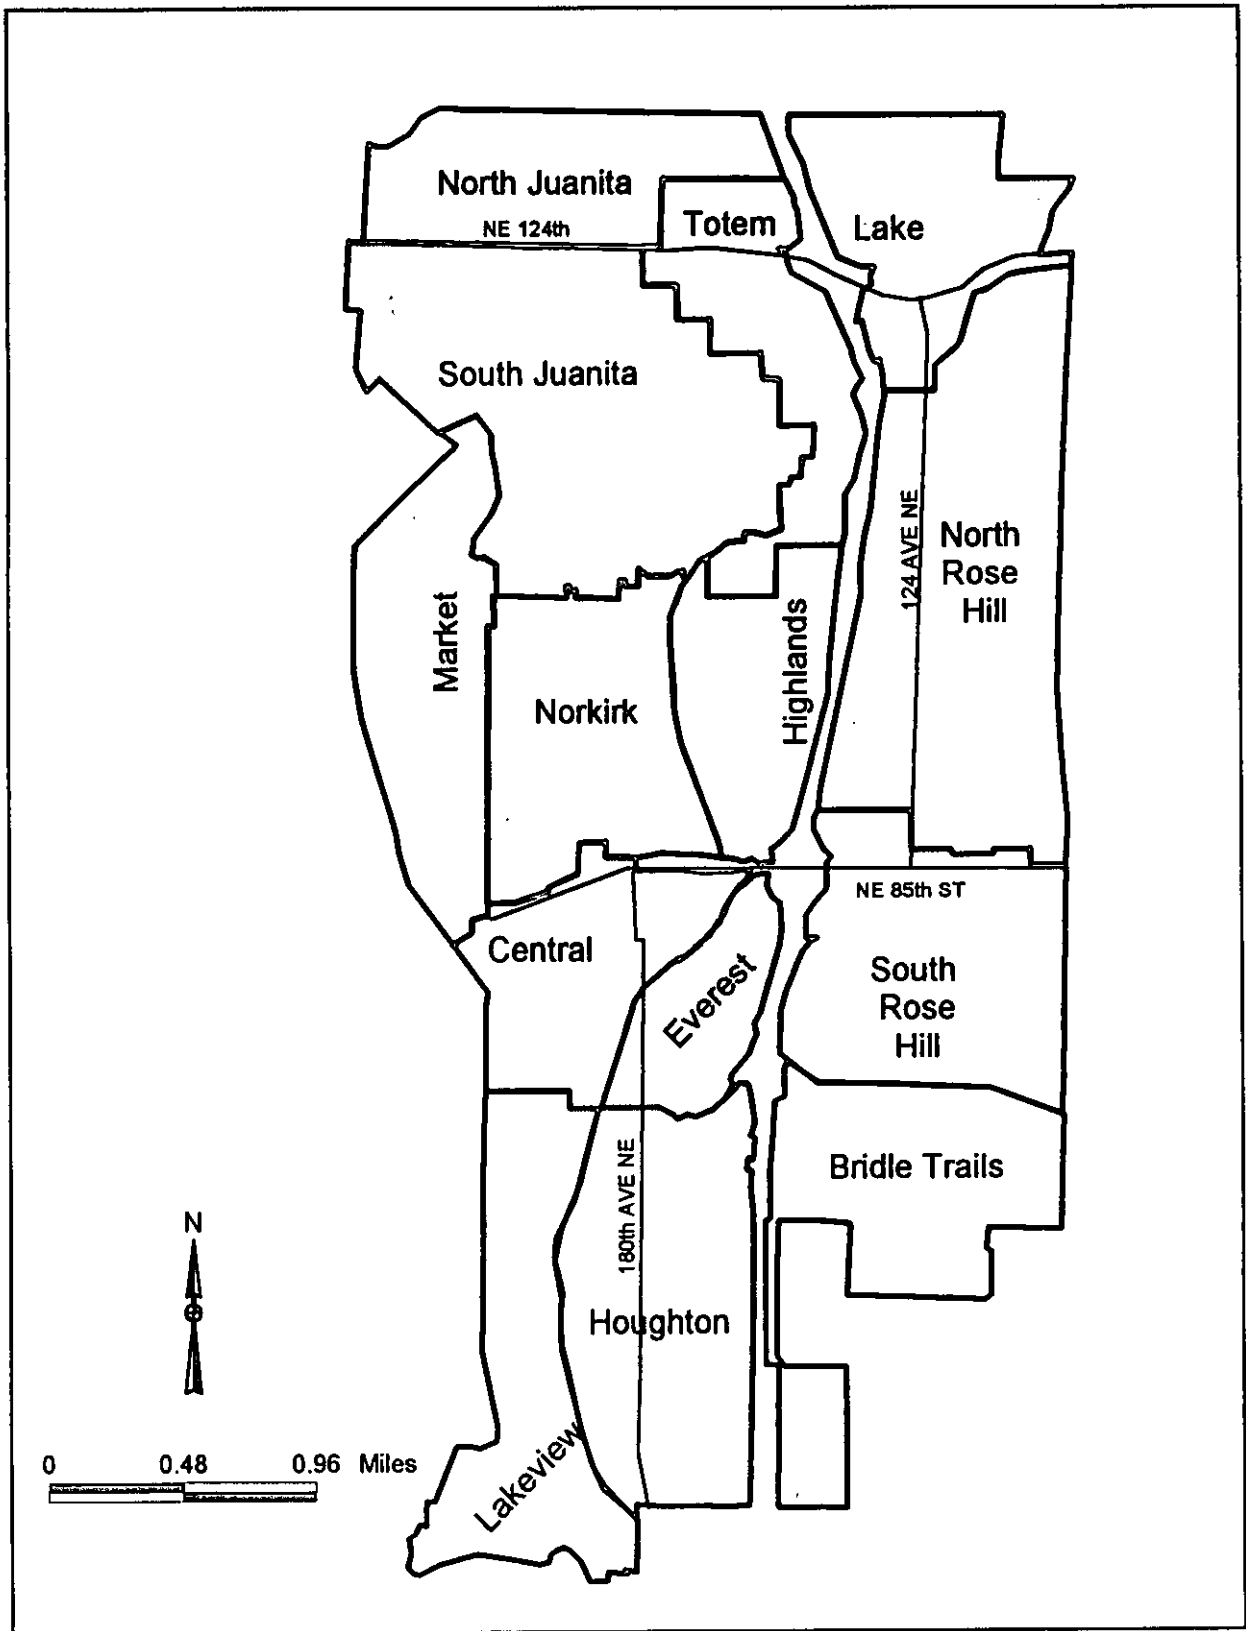 North Juanita
Totem
Lake
NE 124th
South Juanita
124 AVE NE
North
Rose
Hill
Market
Highlands
Norkirk
NE 85th ST
Central
Everest
South
Rose
Hill
180th AVE NE
Bridle Trails
N
Houghton
Lakeview
0 0.48 0.96 Miles